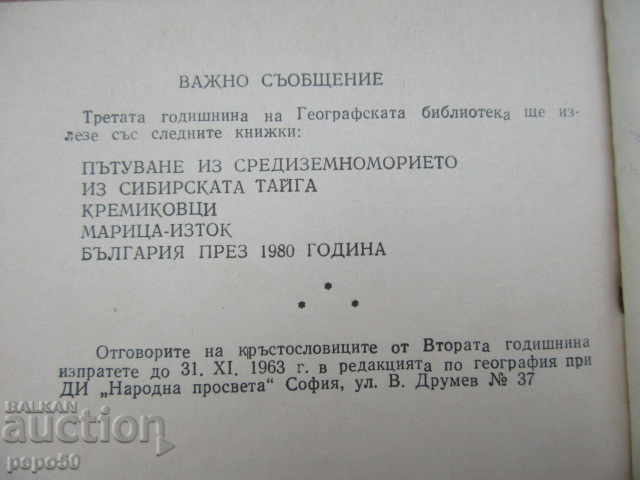 ВАЖНО СЪОБЩЕНИЕ
Третата годишнина на Географската библиотека ще из-
лезе със следните книжки:
ПЪТУВАНЕ ИЗ СРЕДИЗЕМНОМОРИЕТО
ИЗ СИБИРСКАТА ТАЙГА
КРЕМИКОВЦИ
МАРИЦА-ИЗТОК
БЪЛГАРИЯ ПРЕЗ 1980 ГОДИНА
*
* *
Отговорите на кръстословиците от Втората годишнина
изпратете до 31. XI. 1963 г. в редакцията по география при
ДИ „Народна просвета“ София, ул. В. Друмев № 37
BALKAN
auction
pepo50